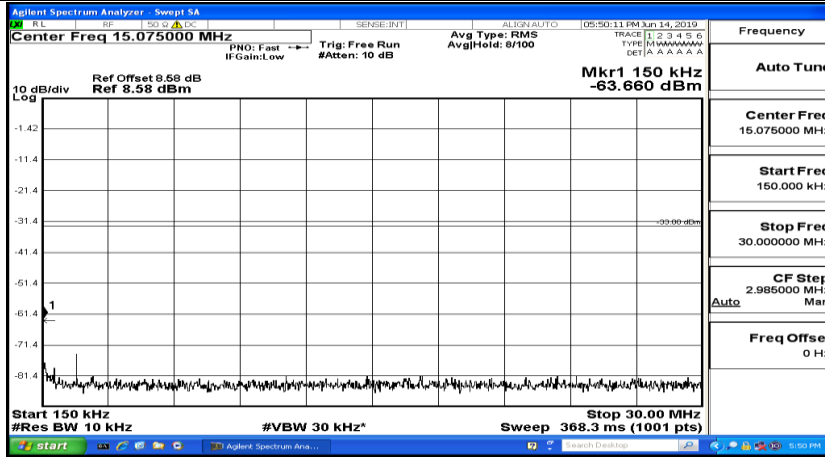 Agilent Spectrum Analyzer - Swept SA
LXI RL RF 50 Ω DC SENSE:INT ALIGN AUTO 05:50:11 PM Jun 14, 2019
Center Freq 15.075000 MHz
PNO: Fast
IFGain:Low
Trig: Free Run
#Atten: 10 dB
Avg Type: RMS
Avg|Hold: 8/100
TRACE 1 2 3 4 5 6
TYPE MWWWWW
DET A A A A A A
Ref Offset 8.58 dB
Ref 8.58 dBm
10 dB/div
Log
Mkr1 150 kHz
-63.660 dBm
-1.42
-11.4
-21.4
-31.4
-41.4
-51.4
-61.4
-71.4
-81.4
-33.00 dBm
1
Start 150 kHz
#Res BW 10 kHz
#VBW 30 kHz*
Stop 30.00 MHz
Sweep 368.3 ms (1001 pts)
Frequency
Auto Tune
Center Freq
15.075000 MHz
Start Freq
150.000 kHz
Stop Freq
30.000000 MHz
CF Step
2.985000 MHz
Auto Man
Freq Offset
0 Hz
start
Agilent Spectrum Ana...
Search Desktop
5:50 PM